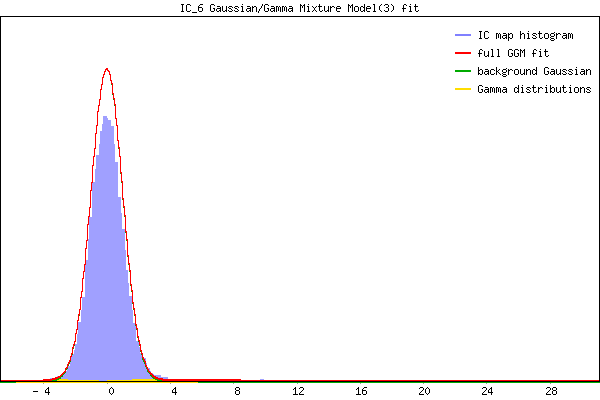 IC_6 Gaussian/Gamma Mixture Model(3) fit
IC map histogram
full GGM fit
background Gaussian
Gamma distributions
-4 0 4 8 12 16 20 24 28